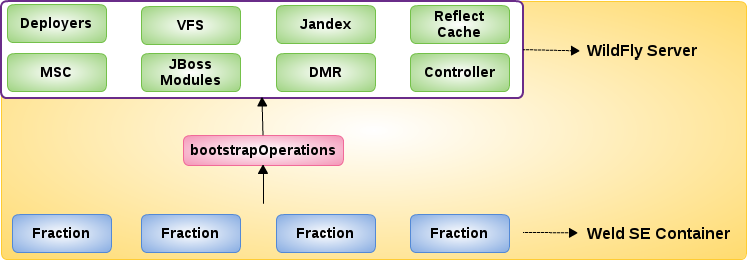 Deployers
VFS
Jandex
Reflect
Cache
MSC
JBoss
Modules
DMR
Controller
WildFly Server
bootstrapOperations
Fraction
Fraction
Fraction
Fraction
Weld SE Container